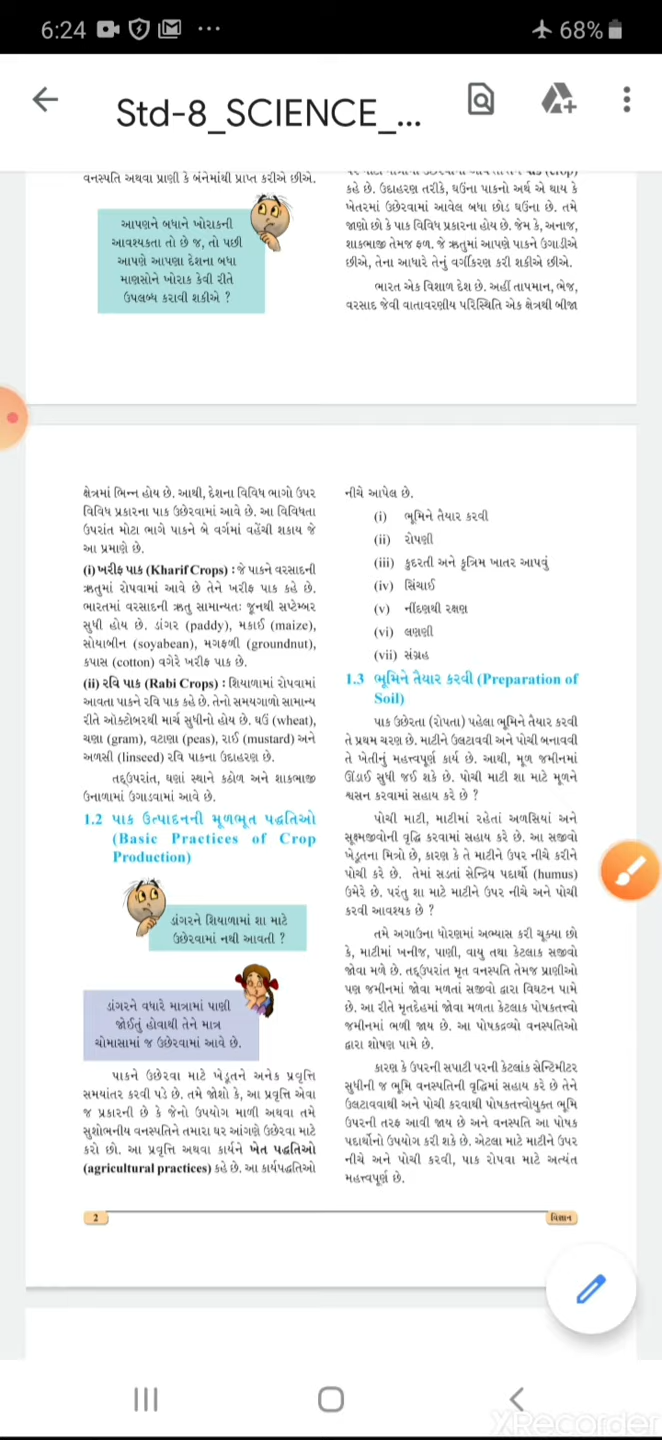 6:24
68%
Std-8_SCIENCE_...
વનસ્પતિ અથવા પ્રાણી કે બંનેમાંથી પ્રાપ્ત કરીએ છીએ.
આપણને બધાને ખોરાકની
આવશ્યકતા તો છે જ, તો પછી
આપણે આપણા દેશના બધા
માણસોને ખોરાક કેવી રીતે
ઉપલબ્ધ કરાવી શકીએ ?
કહે છે. ઉદાહરણ તરીકે, ઘઉંના પાકનો અર્થ એ થાય કે
ખેતરમાં ઉછેરવામાં આવેલ બધા છોડ ઘઉંના છે. તમે
જાણો છો કે પાક વિવિધ પ્રકારના હોય છે. જેમ કે, અનાજ,
શાકભાજી તેમજ ફળ. જે ઋતુમાં આપણે પાકને ઉગાડીએ
છીએ, તેના આધારે તેનું વર્ગીકરણ કરી શકીએ છીએ.
ભારત એક વિશાળ દેશ છે. અહીં તાપમાન, ભેજ,
વરસાદ જેવી વાતાવરણીય પરિસ્થિતિ એક ક્ષેત્રથી બીજા
ક્ષેત્રમાં ભિન્ન હોય છે. આથી, દેશના વિવિધ ભાગો ઉપર
વિવિધ પ્રકારના પાક ઉછેરવામાં આવે છે. આ વિવિધતા
ઉપરાંત મોટા ભાગે પાકને બે વર્ગમાં વહેંચી શકાય જે
આ પ્રમાણે છે.
(i) ખરીફ પાક (Kharif Crops) : જે પાકને વરસાદની
ઋતુમાં રોપવામાં આવે છે તેને ખરીફ પાક કહે છે.
ભારતમાં વરસાદની ઋતુ સામાન્યતઃ જૂનથી સપ્ટેમ્બર
સુધી હોય છે. ડાંગર (paddy), મકાઈ (maize),
સોયાબીન (soyabean), મગફળી (groundnut),
કપાસ (cotton) વગેરે ખરીફ પાક છે.
(ii) રવિ પાક (Rabi Crops) : શિયાળામાં રોપવામાં
આવતા પાકને રવિ પાક કહે છે. તેનો સમયગાળો સામાન્ય
રીતે ઓક્ટોબરથી માર્ચ સુધીનો હોય છે. ઘઉં (wheat),
ચણા (gram), વટાણા (peas), રાઈ (mustard) અને
અળસી (linseed) રવિ પાકના ઉદાહરણ છે.
તદ્ઉપરાંત, ઘણાં સ્થાને કઠોળ અને શાકભાજી
ઉનાળામાં ઉગાડવામાં આવે છે.
1.2 પાક ઉત્પાદનની મૂળભૂત પદ્ધતિઓ
(Basic Practices of Crop
Production)
ડાંગરને શિયાળામાં શા માટે
ઉછેરવામાં નથી આવતી ?
ડાંગરને વધારે માત્રામાં પાણી
જોઈતું હોવાથી તેને માત્ર
ચોમાસામાં જ ઉછેરવામાં આવે છે.
પાકને ઉછેરવા માટે ખેડૂતને અનેક પ્રવૃત્તિ
સમયાંતર કરવી પડે છે. તમે જોશો કે, આ પ્રવૃત્તિ એવા
જ પ્રકારની છે કે જેનો ઉપયોગ માળી અથવા તમે
સુશોભનીય વનસ્પતિને તમારા ઘર આંગણે ઉછેરવા માટે
કરો છો. આ પ્રવૃત્તિ અથવા કાર્યને ખેત પદ્ધતિઓ
(agricultural practices) કહે છે. આ કાર્યપદ્ધતિઓ
નીચે આપેલ છે.
(i) ભૂમિને તૈયાર કરવી
(ii) રોપણી
(iii) કુદરતી અને કૃત્રિમ ખાતર આપવું
(iv) સિંચાઈ
(v) નીંદણથી રક્ષણ
(vi) લણણી
(vii) સંગ્રહ
1.3 ભૂમિને તૈયાર કરવી (Preparation of
Soil)
પાક ઉછેરતા (રોપતા) પહેલા ભૂમિને તૈયાર કરવી
તે પ્રથમ ચરણ છે. માટીને ઉલટાવવી અને પોચી બનાવવી
તે ખેતીનું મહત્ત્વપૂર્ણ કાર્ય છે. આથી, મૂળ જમીનમાં
ઊંડાઈ સુધી જઈ શકે છે. પોચી માટી શા માટે મૂળને
શ્વસન કરવામાં સહાય કરે છે ?
પોચી માટી, માટીમાં રહેતાં અળસિયાં અને
સૂક્ષ્મજીવોની વૃદ્ધિ કરવામાં સહાય કરે છે. આ સજીવો
ખેડૂતના મિત્રો છે, કારણ કે તે માટીને ઉપર નીચે કરીને
પોચી કરે છે. તેમાં સડતાં સેન્દ્રિય પદાર્થો (humus)
ઉમેરે છે. પરંતુ શા માટે માટીને ઉપર નીચે અને પોચી
કરવી આવશ્યક છે ?
તમે અગાઉના ધોરણમાં અભ્યાસ કરી ચૂક્યા છો
કે, માટીમાં ખનીજ, પાણી, વાયુ તથા કેટલાક સજીવો
જોવા મળે છે. તદ્ઉપરાંત મૃત વનસ્પતિ તેમજ પ્રાણીઓ
પણ જમીનમાં જોવા મળતાં સજીવો દ્વારા વિઘટન પામે
છે. આ રીતે મૃતદેહમાં જોવા મળતા કેટલાક પોષકતત્ત્વો
જમીનમાં ભળી જાય છે. આ પોષકદ્રવ્યો વનસ્પતિઓ
દ્વારા શોષણ પામે છે.
કારણ કે ઉપરની સપાટી પરની કેટલાંક સેન્ટિમીટર
સુધીની જ ભૂમિ વનસ્પતિની વૃદ્ધિમાં સહાય કરે છે તેને
ઉલટાવવાથી અને પોચી કરવાથી પોષકતત્ત્વોયુક્ત ભૂમિ
ઉપરની તરફ આવી જાય છે અને વનસ્પતિ આ પોષક
પદાર્થોનો ઉપયોગ કરી શકે છે. એટલા માટે માટીને ઉપર
નીચે અને પોચી કરવી, પાક રોપવા માટે અત્યંત
મહત્ત્વપૂર્ણ છે.
2
વિજ્ઞાન
XRecorder